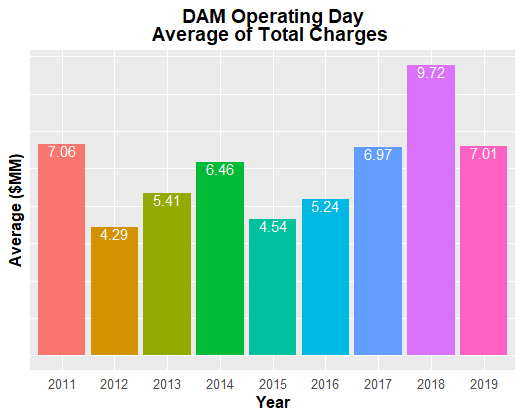 DAM Operating Day
Average of Total Charges
Average ($MM)
7.06
4.29
5.41
6.46
4.54
5.24
6.97
9.72
7.01
2011 2012 2013 2014 2015 2016 2017 2018 2019
Year